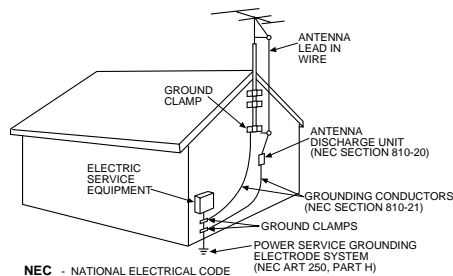 ANTENNA
LEAD IN
WIRE
GROUND
CLAMP
ANTENNA
DISCHARGE UNIT
(NEC SECTION 810-20)
ELECTRIC
SERVICE
EQUIPMENT
GROUNDING CONDUCTORS
(NEC SECTION 810-21)
GROUND CLAMPS
POWER SERVICE GROUNDING
ELECTRODE SYSTEM
(NEC ART 250, PART H)
NEC - NATIONAL ELECTRICAL CODE